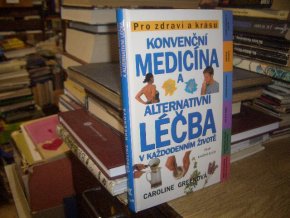 Pro zdraví a krásu
KONVENČNÍ
MEDICÍNA
A
ALTERNATIVNÍ
LÉČBA
V KAŽDODENNÍM ŽIVOTĚ
CAROLINE GREENOVÁ